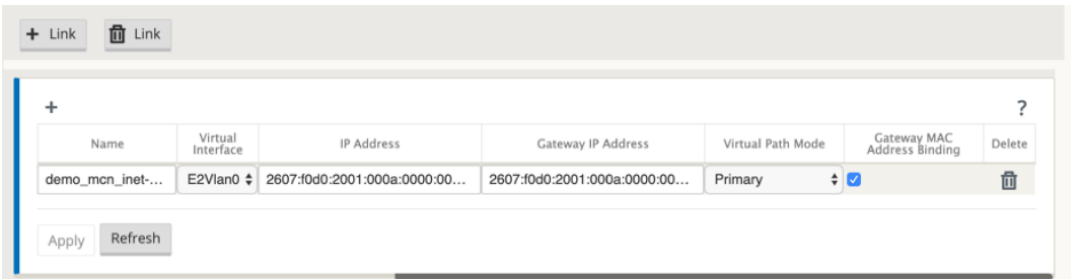 + Link Link
+ ?
Name Virtual Interface IP Address Gateway IP Address Virtual Path Mode Gateway MAC Address Binding Delete
demo_mcn_inet-... E2Vlan0 2607:f0d0:2001:000a:0000:00... 2607:f0d0:2001:000a:0000:00... Primary
Apply Refresh